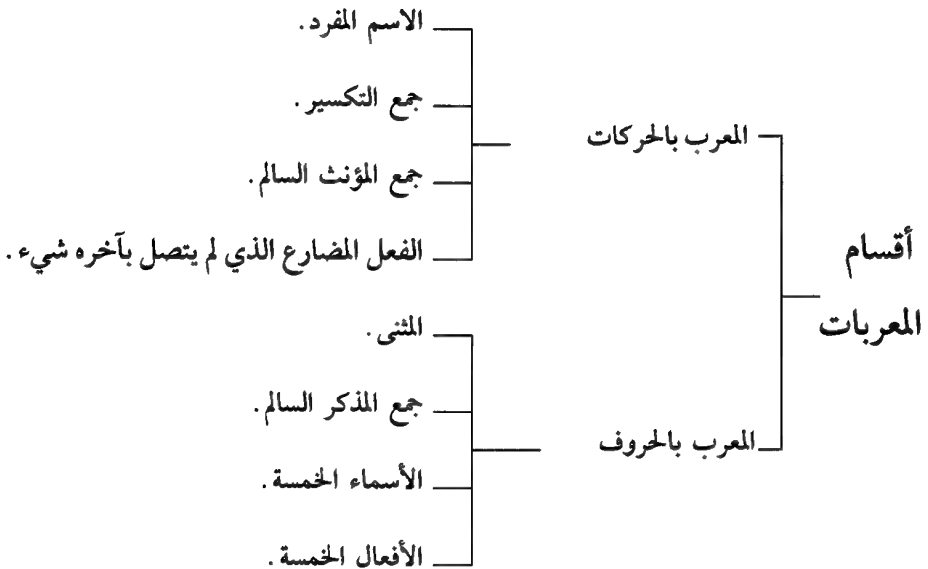 أقسام
المعربات
المعرب بالحركات
الاسم المفرد.
جمع التكسير.
جمع المؤنث السالم.
الفعل المضارع الذي لم يتصل بآخره شيء.
المعرب بالحروف
المثنى.
جمع المذكر السالم.
الأسماء الخمسة.
الأفعال الخمسة.